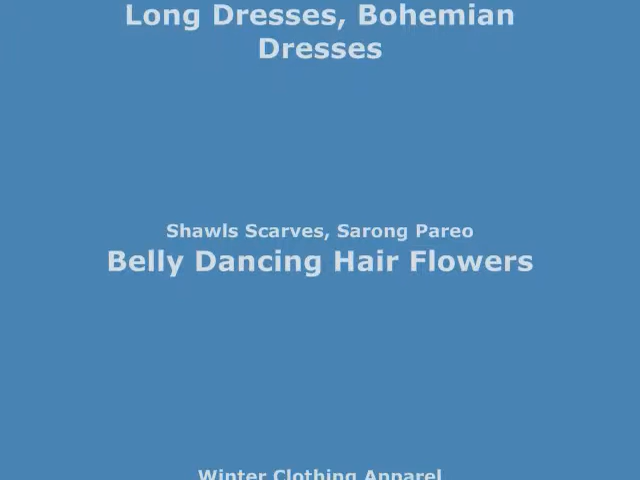 Long Dresses, Bohemian
Dresses
Shawls Scarves, Sarong Pareo
Belly Dancing Hair Flowers
Winter Clothing Apparel